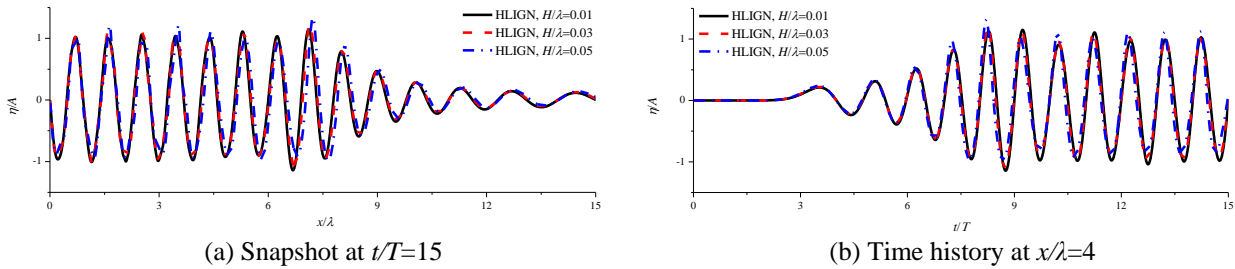 HLIGN, H/λ=0.01
HLIGN, H/λ=0.03
HLIGN, H/λ=0.05
1
0
-1
η/A
0 3 6 9 12 15
x/λ
(a) Snapshot at t/T=15
HLIGN, H/λ=0.01
HLIGN, H/λ=0.03
HLIGN, H/λ=0.05
1
0
-1
η/A
0 3 6 9 12 15
t/T
(b) Time history at x/λ=4